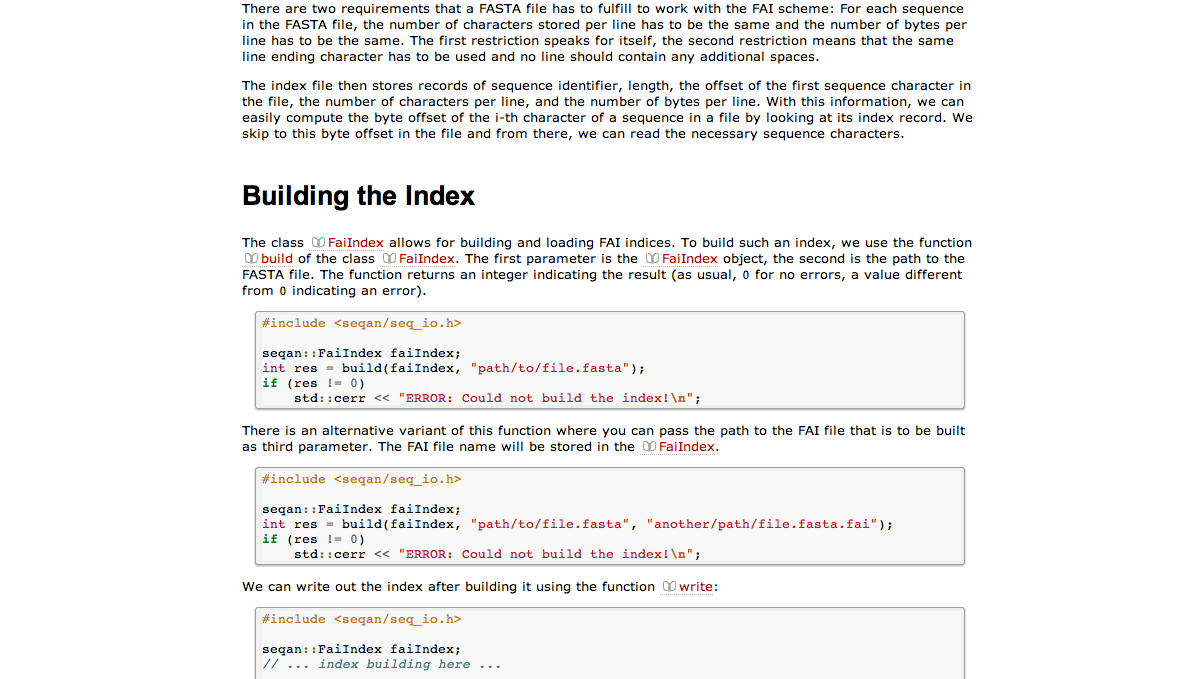 There are two requirements that a FASTA file has to fulfill to work with the FAI scheme: For each sequence
in the FASTA file, the number of characters stored per line has to be the same and the number of bytes per
line has to be the same. The first restriction speaks for itself, the second restriction means that the same
line ending character has to be used and no line should contain any additional spaces.
The index file then stores records of sequence identifier, length, the offset of the first sequence character in
the file, the number of characters per line, and the number of bytes per line. With this information, we can
easily compute the byte offset of the i-th character of a sequence in a file by looking at its index record. We
skip to this byte offset in the file and from there, we can read the necessary sequence characters.
Building the Index
The class FaiIndex allows for building and loading FAI indices. To build such an index, we use the function
build of the class FaiIndex. The first parameter is the FaiIndex object, the second is the path to the
FASTA file. The function returns an integer indicating the result (as usual, 0 for no errors, a value different
from 0 indicating an error).
#include <seqan/seq_io.h>
seqan::FaiIndex faiIndex;
int res = build(faiIndex, "path/to/file.fasta");
if (res != 0)
    std::cerr << "ERROR: Could not build the index!\n";
There is an alternative variant of this function where you can pass the path to the FAI file that is to be built
as third parameter. The FAI file name will be stored in the FaiIndex.
#include <seqan/seq_io.h>
seqan::FaiIndex faiIndex;
int res = build(faiIndex, "path/to/file.fasta", "another/path/file.fasta.fai");
if (res != 0)
    std::cerr << "ERROR: Could not build the index!\n";
We can write out the index after building it using the function write:
#include <seqan/seq_io.h>
seqan::FaiIndex faiIndex;
// ... index building here ...